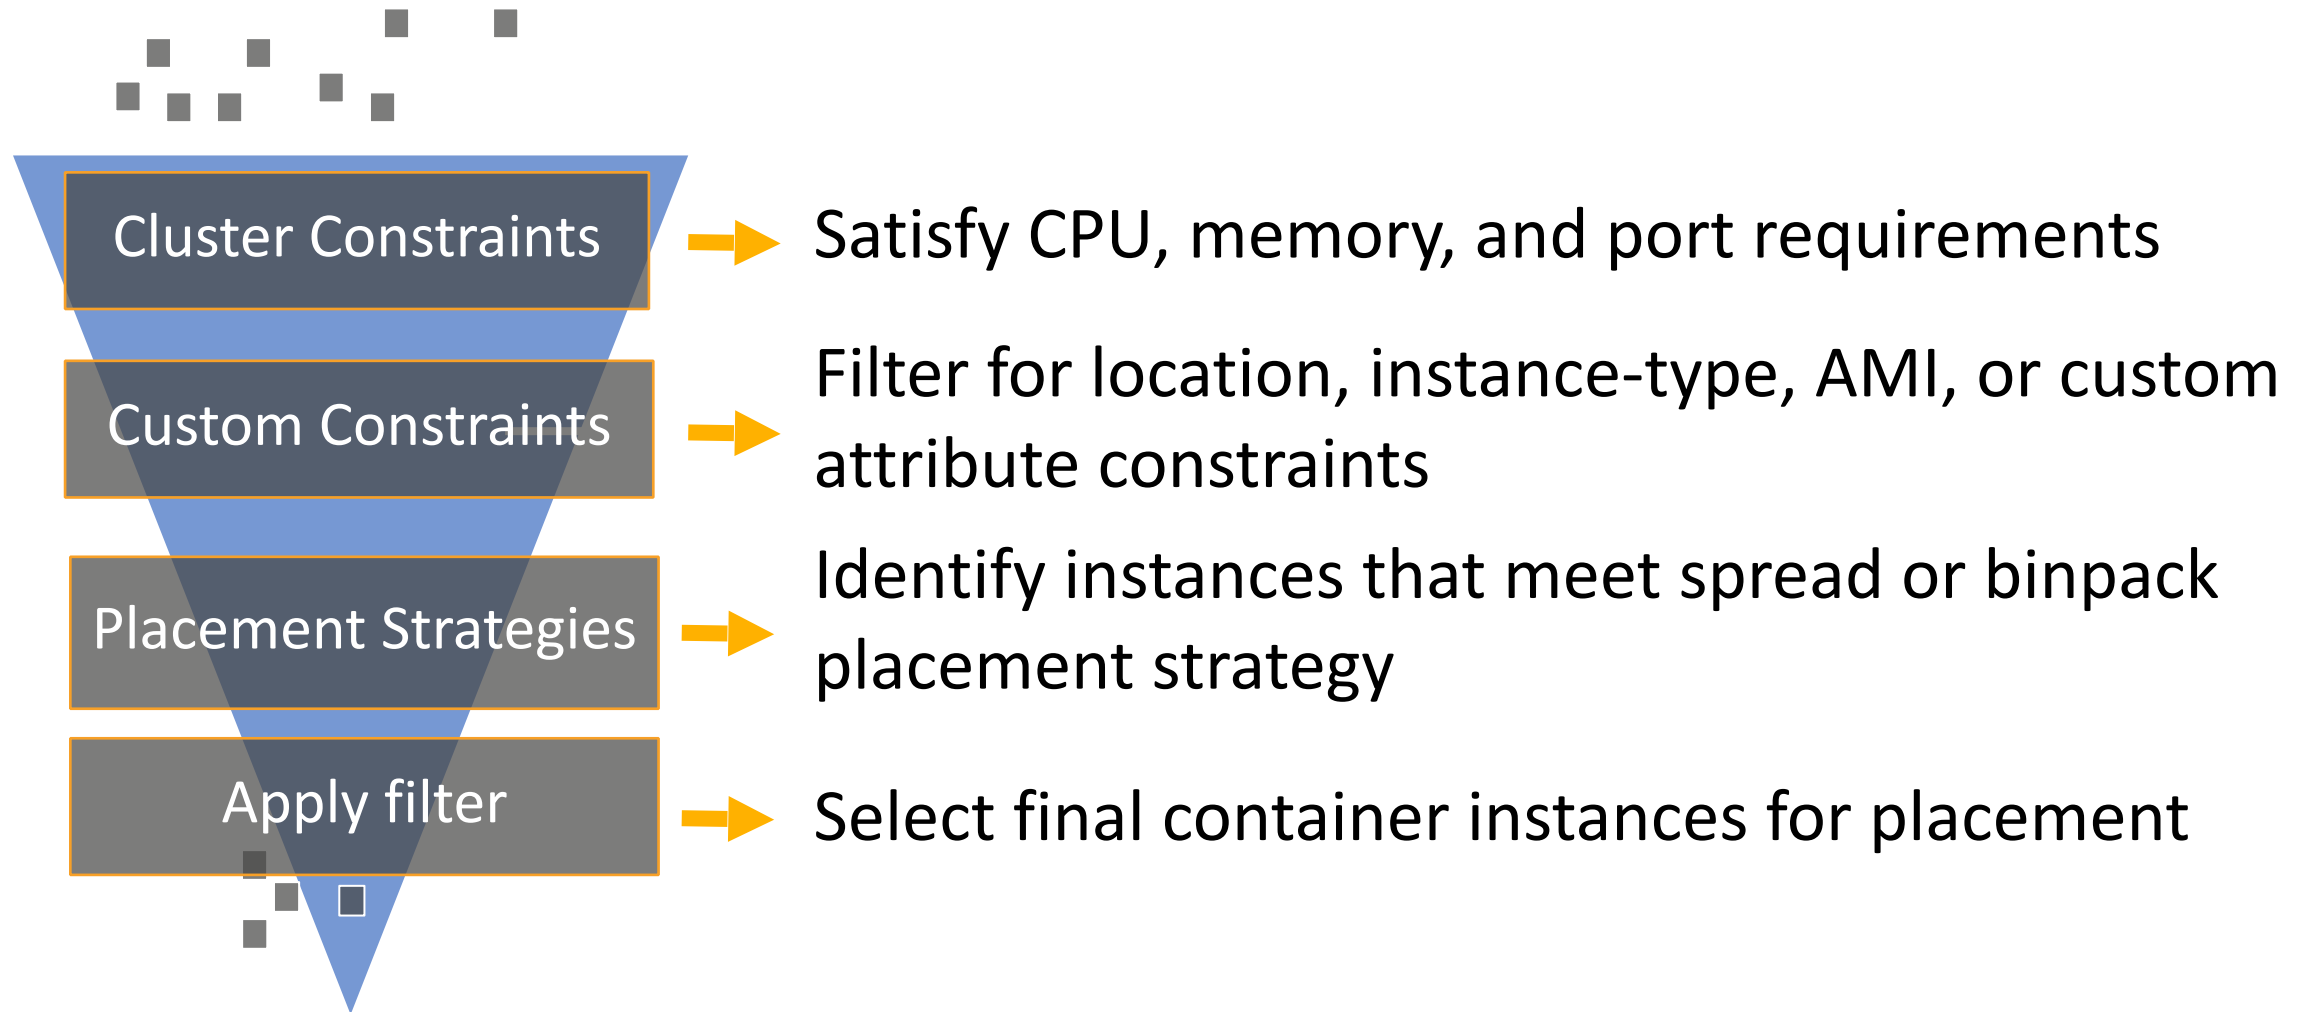 Cluster Constraints
Satisfy CPU, memory, and port requirements
Custom Constraints
Filter for location, instance-type, AMI, or custom
attribute constraints
Placement Strategies
Identify instances that meet spread or binpack
placement strategy
Apply filter
Select final container instances for placement